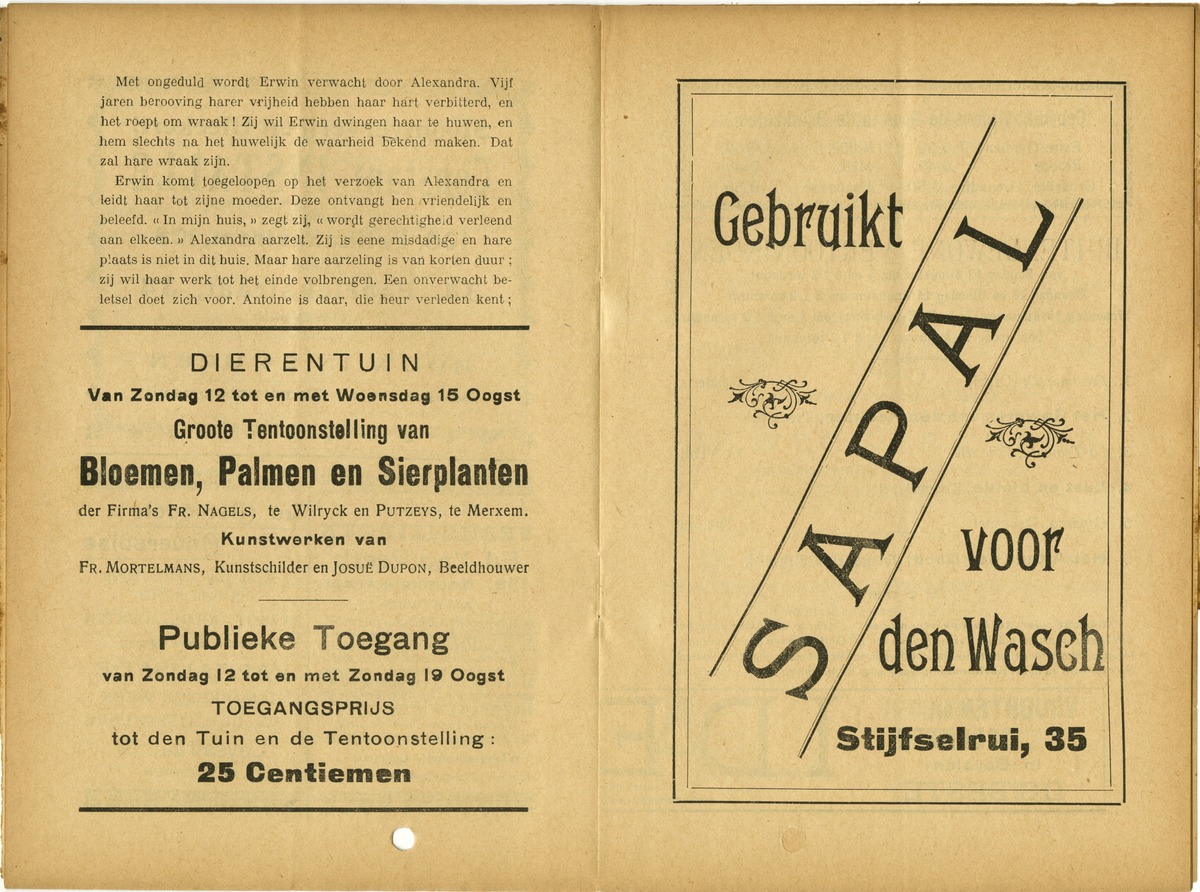 Met ongeduld wordt Erwin verwacht door Alexandra. Vijf
jaren berooving harer vrijheid hebben haar hart verbitterd, en
het roept om wraak ! Zij wil Erwin dwingen haar te huwen, en
hem slechts na het huwelijk de waarheid bekend maken. Dat
zal hare wraak zijn.
Erwin komt toegeloopen op het verzoek van Alexandra en
leidt haar tot zijne moeder. Deze ontvangt hen vriendelijk en
beleefd. « In mijn huis, » zegt zij, « wordt gerechtigheid verleend
aan elkeen. » Alexandra aarzelt. Zij is eene misdadige en hare
plaats is niet in dit huis. Maar hare aarzeling is van korten duur ;
zij wil haar werk tot het einde volbrengen. Een onverwacht be-
letsel doet zich voor. Antoine is daar, die heur verleden kent ;
DIERENTUIN
Van Zondag 12 tot en met Woensdag 15 Oogst
Groote Tentoonstelling van
Bloemen, Palmen en Sierplanten
der Firma's FR. NAGELS, te Wilryck en PUTZEYS, te Merxem.
Kunstwerken van
FR. MORTELMANS, Kunstschilder en JOSUË DUPON, Beeldhouwer
Publieke Toegang
van Zondag 12 tot en met Zondag 19 Oogst
TOEGANGSPRIJS
tot den Tuin en de Tentoonstelling :
25 Centiemen
Gebruikt
SAPAL
voor
den Wasch
Stijfselrui, 35